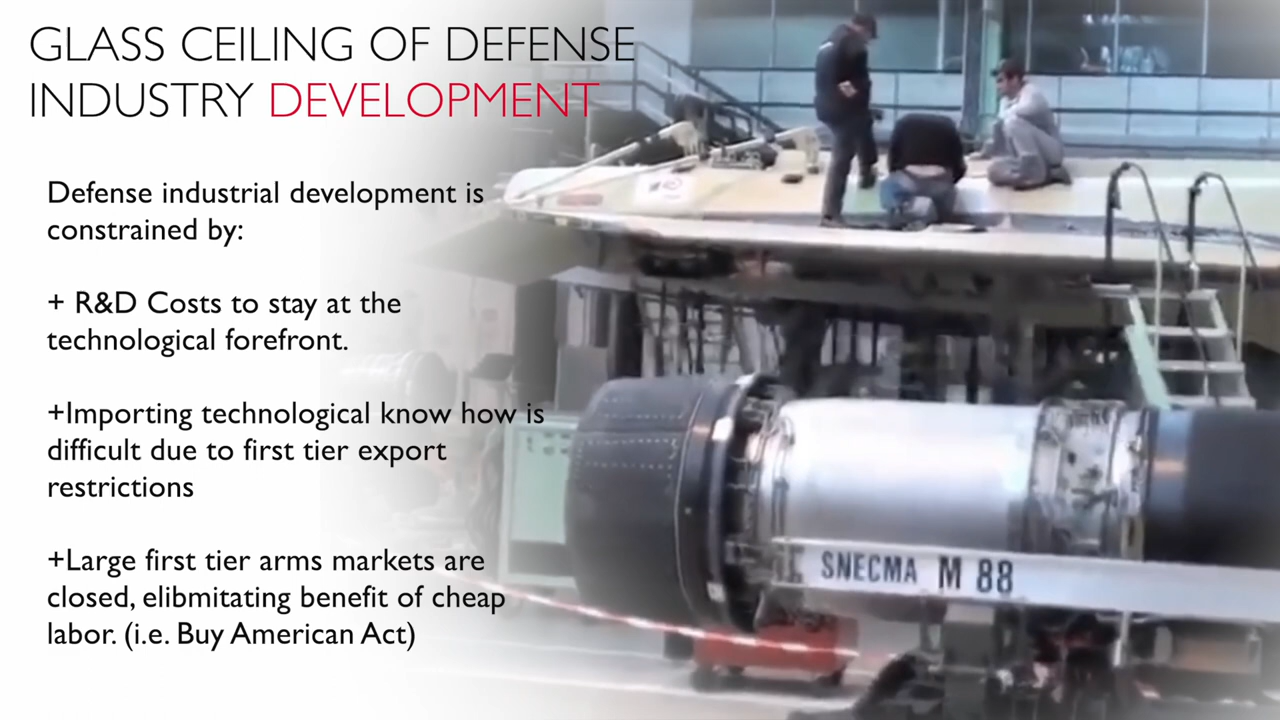 GLASS CEILING OF DEFENSE
INDUSTRY DEVELOPMENT
Defense industrial development is
constrained by:
+ R&D Costs to stay at the
technological forefront.
+Importing technological know how is
difficult due to first tier export
restrictions
+Large first tier arms markets are
closed, elibmitating benefit of cheap
labor. (i.e. Buy American Act)
SNECMA M 88